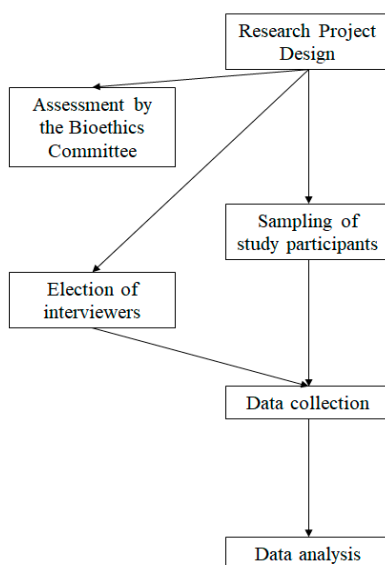 Research Project
Design
Assessment by
the Bioethics
Committee
Sampling of
study participants
Election of
interviewers
Data collection
Data analysis